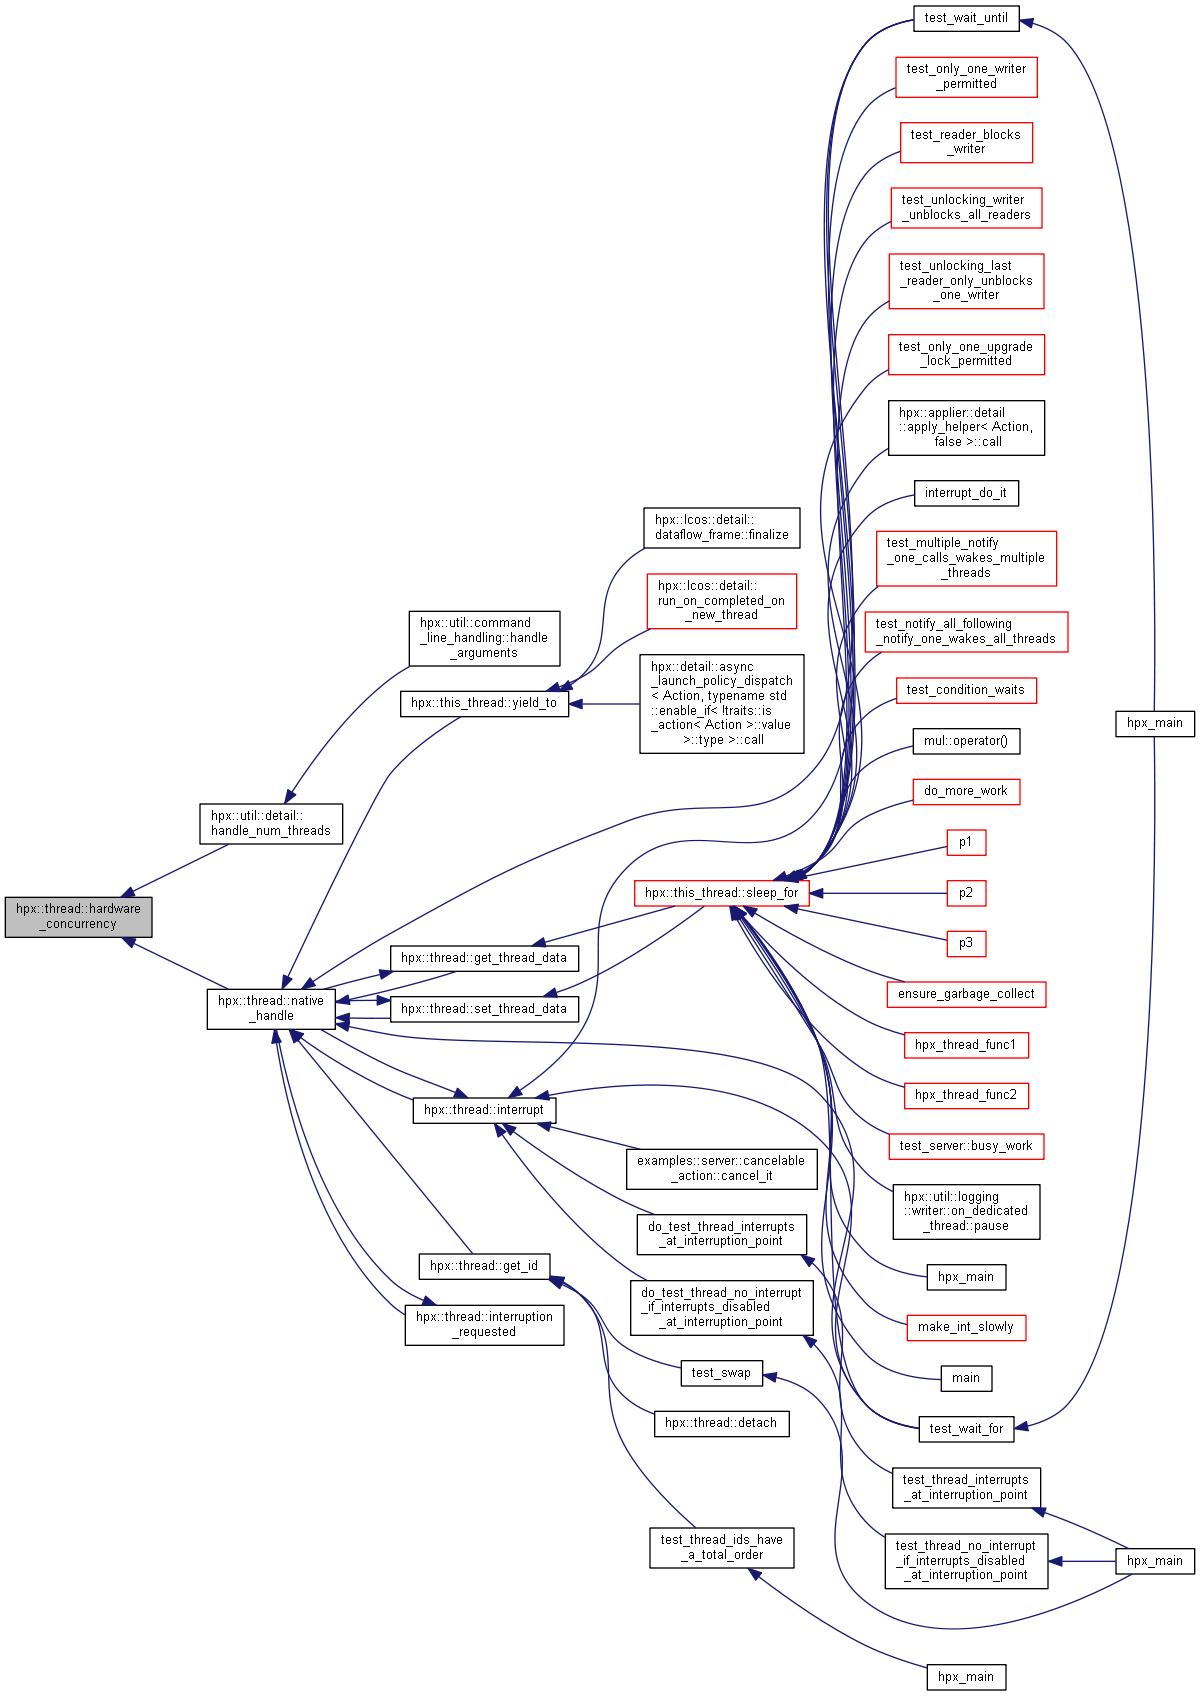 test_wait_until
test_only_one_writer
_permitted
test_reader_blocks
_writer
test_unlocking_writer
_unblocks_all_readers
test_unlocking_last
_reader_only_unblocks
_one_writer
test_only_one_upgrade
_lock_permitted
hpx::applier::detail
::apply_helper< Action,
false >::call
interrupt_do_it
hpx::lcos::detail::
dataflow_frame::finalize
test_multiple_notify
_one_calls_wakes_multiple
_threads
hpx::lcos::detail::
run_on_completed_on
_new_thread
hpx::util::command
_line_handling::handle
_arguments
test_notify_all_following
_notify_one_wakes_all_threads
hpx::detail::async
_launch_policy_dispatch
< Action, typename std
::enable_if< !traits::is
_action< Action >::value
>::type >::call
test_condition_waits
hpx::this_thread::yield_to
hpx_main
mul::operator()
do_more_work
hpx::util::detail::
handle_num_threads
p1
hpx::this_thread::sleep_for
p2
hpx::thread::hardware
_concurrency
p3
hpx::thread::get_thread_data
ensure_garbage_collect
hpx::thread::native
_handle
hpx::thread::set_thread_data
hpx_thread_func1
hpx_thread_func2
hpx::thread::interrupt
test_server::busy_work
examples::server::cancelable
_action::cancel_it
hpx::util::logging
::writer::on_dedicated
_thread::pause
do_test_thread_interrupts
_at_interruption_point
hpx::thread::get_id
hpx_main
do_test_thread_no_interrupt
_if_interrupts_disabled
_at_interruption_point
hpx::thread::interruption
_requested
make_int_slowly
test_swap
main
hpx::thread::detach
test_wait_for
test_thread_interrupts
_at_interruption_point
test_thread_ids_have
_a_total_order
test_thread_no_interrupt
_if_interrupts_disabled
_at_interruption_point
hpx_main
hpx_main